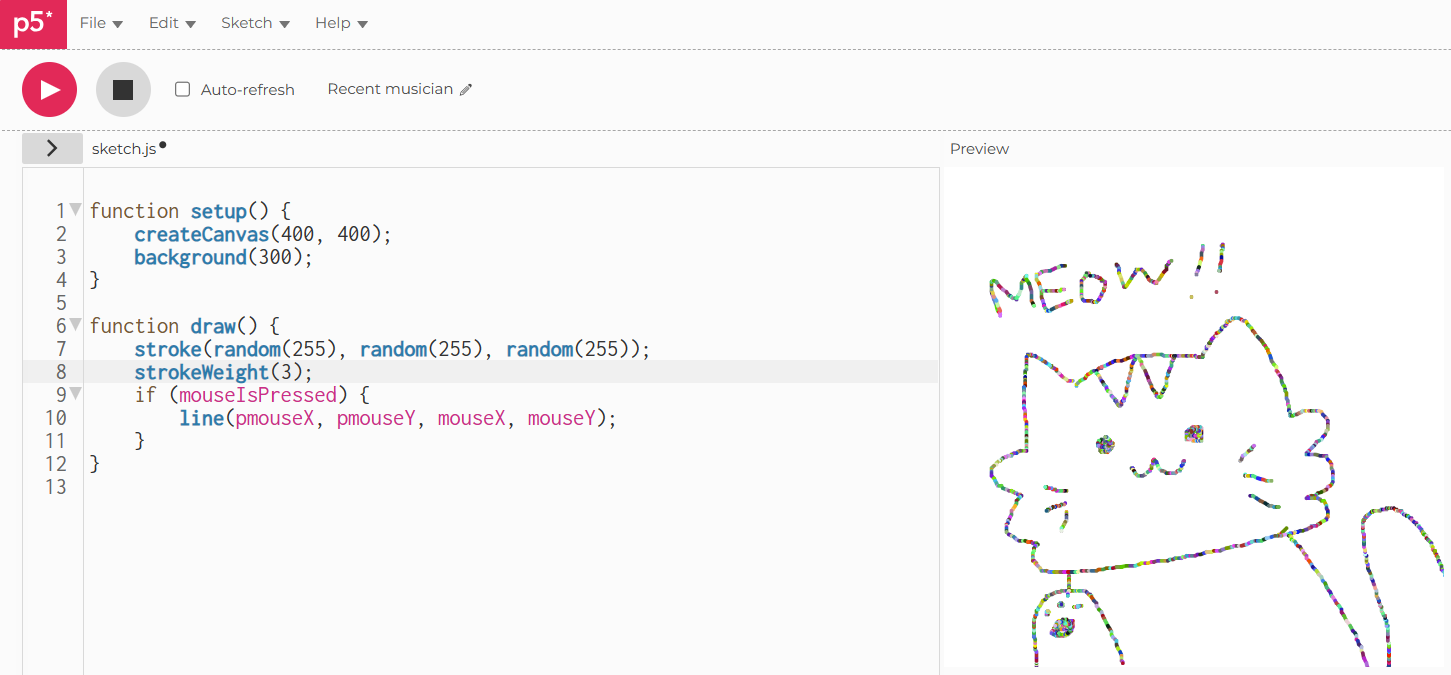 p5* File Edit Sketch Help
Auto-refresh Recent musician
sketch.js
Preview
1 function setup() {
2     createCanvas(400, 400);
3     background(300);
4 }
5
6 function draw() {
7     stroke(random(255), random(255), random(255));
8     strokeWeight(3);
9     if (mouseIsPressed) {
10         line(pmouseX, pmouseY, mouseX, mouseY);
11     }
12 }
13
MEOW !!